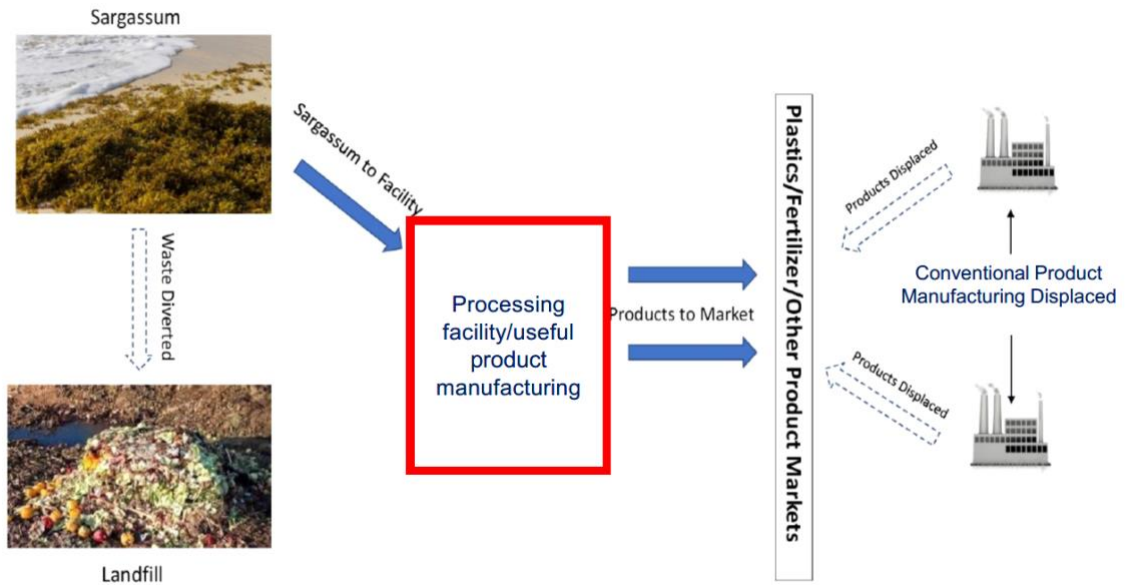 Sargassum
Sargassum to Facility
Waste Diverted
Landfill
Processing
facility/useful
product
manufacturing
Products to Market
Plastics/Fertilizer/Other Product Markets
Products Displaced
Conventional Product
Manufacturing Displaced
Products Displaced